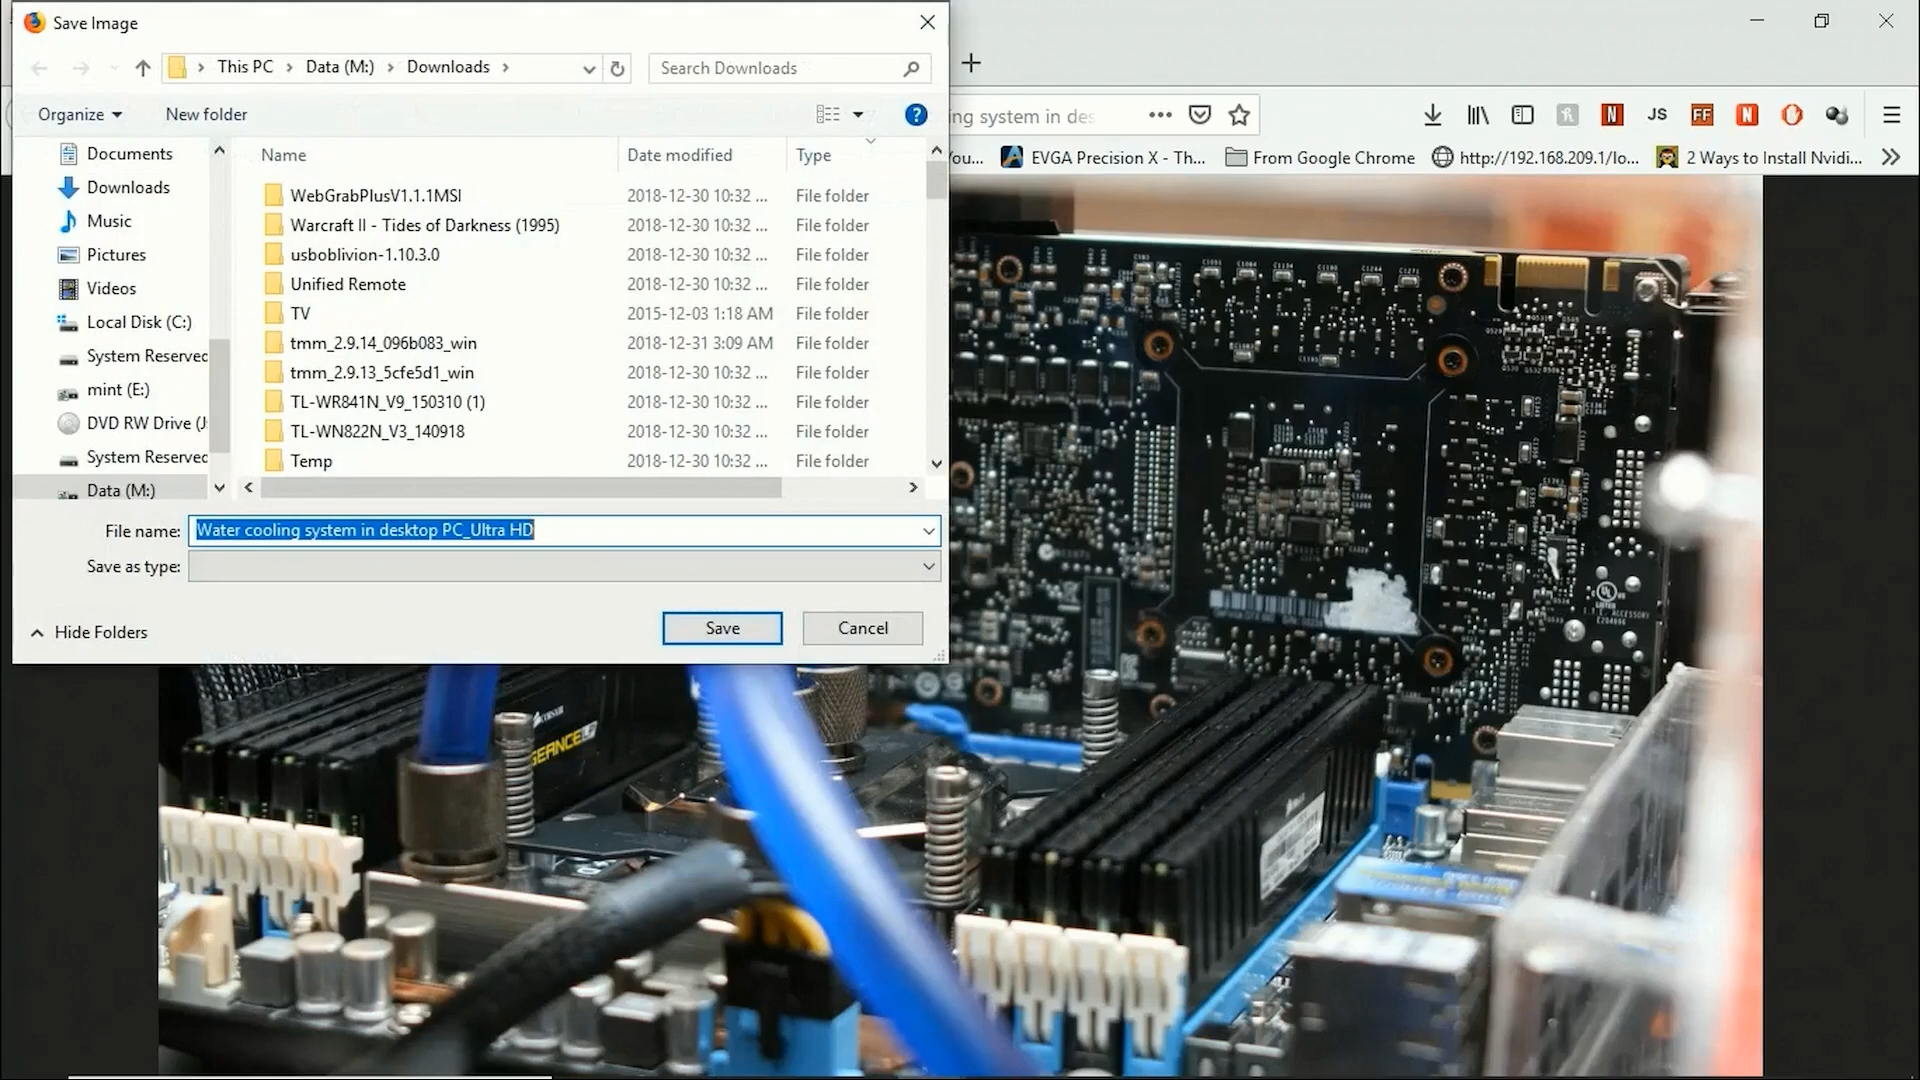 Save Image
This PC > Data (M:) > Downloads >
Search Downloads
Organize
New folder
ing system in des
JS
FF
N
Documents
Downloads
Music
Pictures
Videos
Local Disk (C:)
System Reserved
mint (E:)
DVD RW Drive (J:
System Reserved
Data (M:)
Name Date modified Type
WebGrabPlusV1.1.1MSI 2018-12-30 10:32 ... File folder
Warcraft II - Tides of Darkness (1995) 2018-12-30 10:32 ... File folder
usboblivion-1.10.3.0 2018-12-30 10:32 ... File folder
Unified Remote 2018-12-30 10:32 ... File folder
TV 2015-12-03 1:18 AM File folder
tmm_2.9.14_096b083_win 2018-12-31 3:09 AM File folder
tmm_2.9.13_5cfe5d1_win 2018-12-30 10:32 ... File folder
TL-WR841N_V9_150310 (1) 2018-12-30 10:32 ... File folder
TL-WN822N_V3_140918 2018-12-30 10:32 ... File folder
Temp 2018-12-30 10:32 ... File folder
ou... EVGA Precision X - Th... From Google Chrome http://192.168.209.1/lo... 2 Ways to Install Nvidi...
File name: Water cooling system in desktop PC_Ultra HD
Save as type:
Hide Folders
Save
Cancel
CORSAIR
GEANCE LP